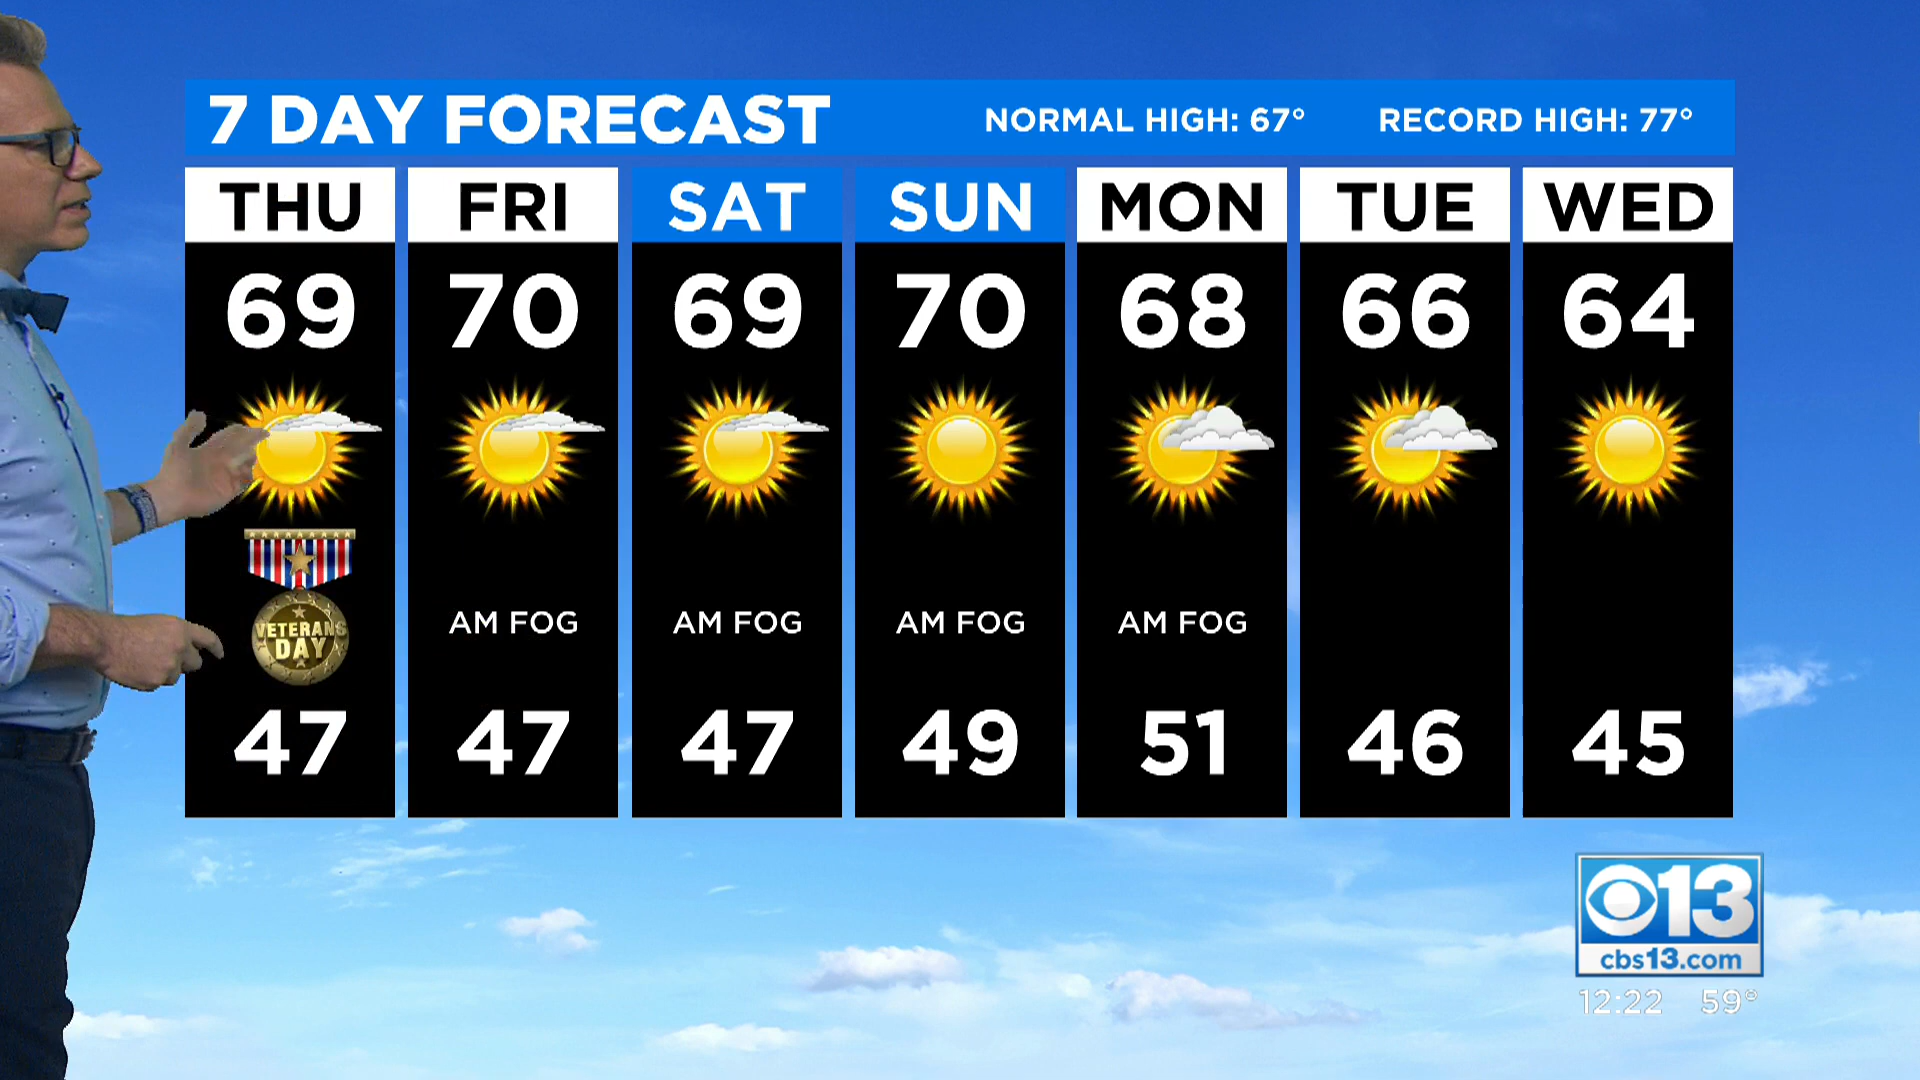 7 DAY FORECAST NORMAL HIGH: 67° RECORD HIGH: 77°
THU FRI SAT SUN MON TUE WED
69 70 69 70 68 66 64
VETERANS
DAY
AM FOG AM FOG AM FOG AM FOG
47 47 47 49 51 46 45
13
cbs13.com
12:22 59°